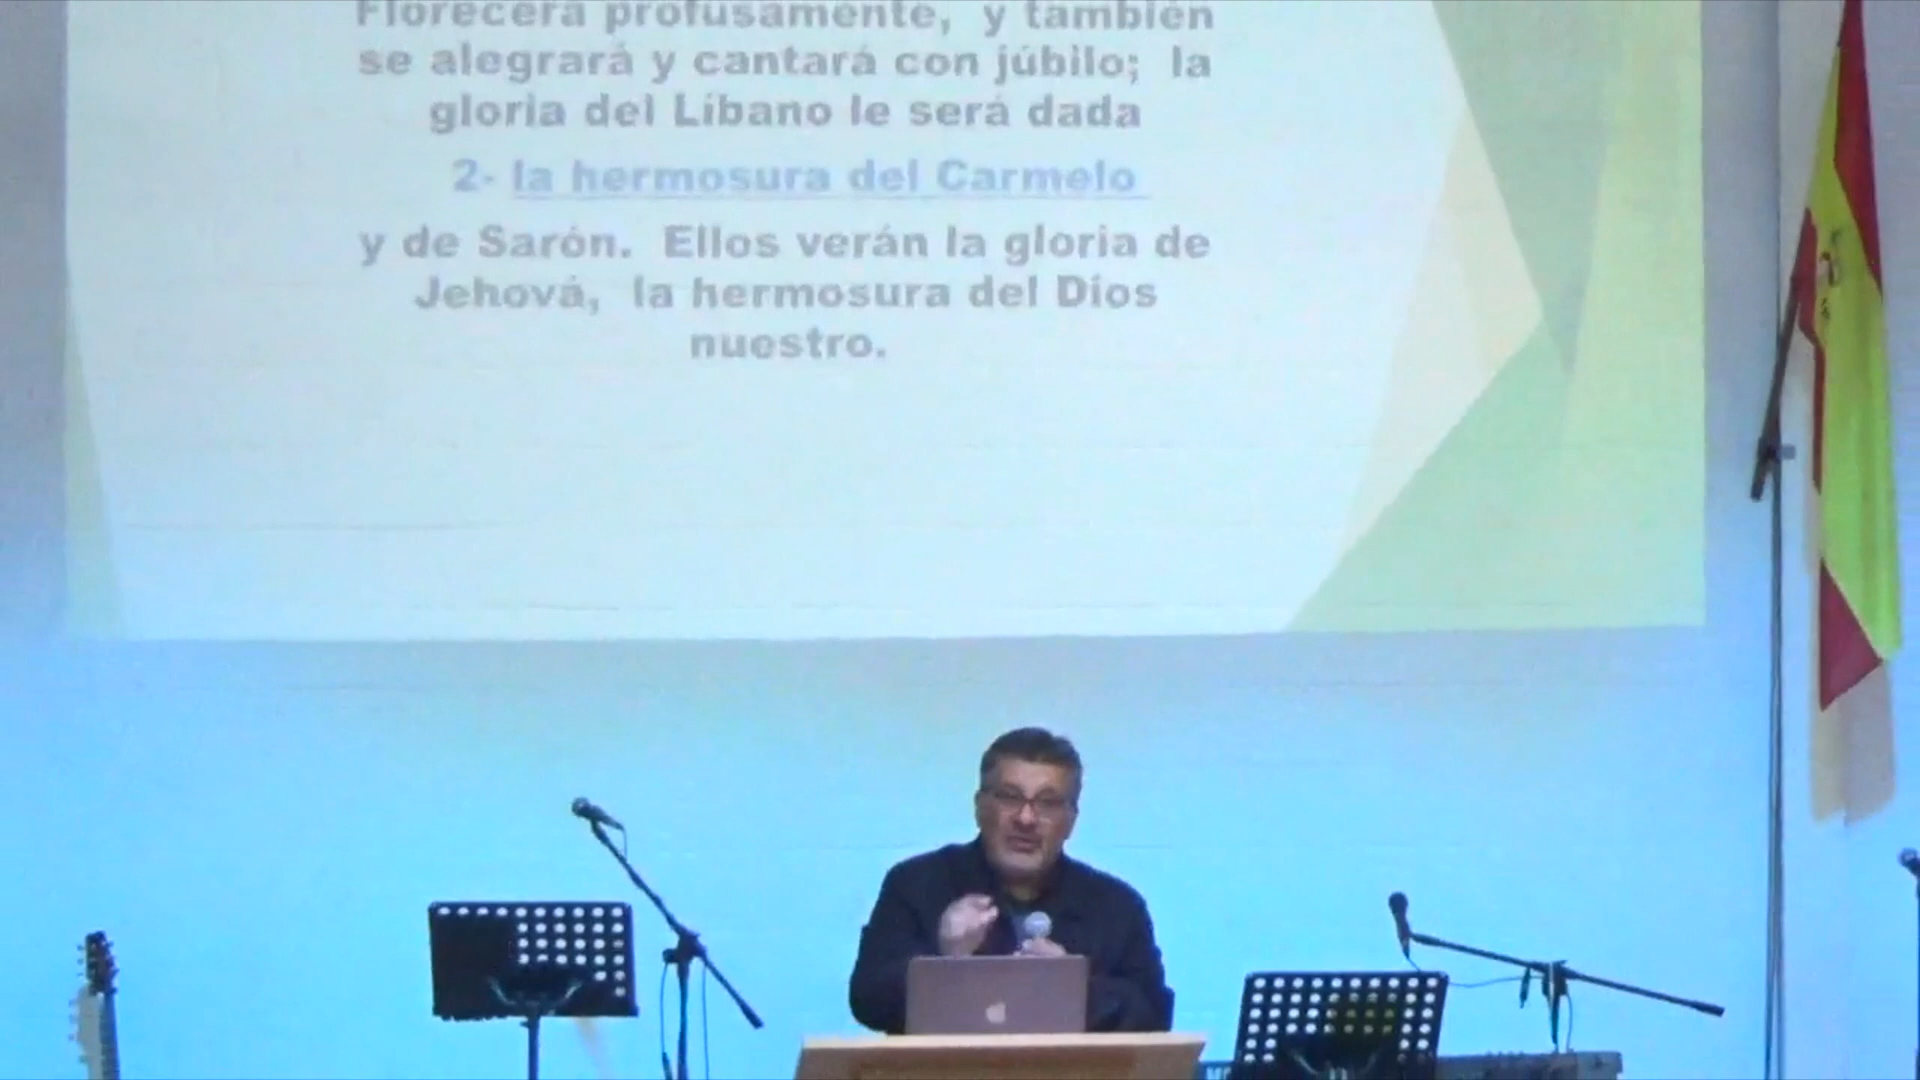 Florecerá profusamente, y también
se alegrará y cantará con júbilo; la
gloria del Líbano le será dada
2- la hermosura del Carmelo
y de Sarón. Ellos verán la gloria de
Jehová, la hermosura del Dios
nuestro.